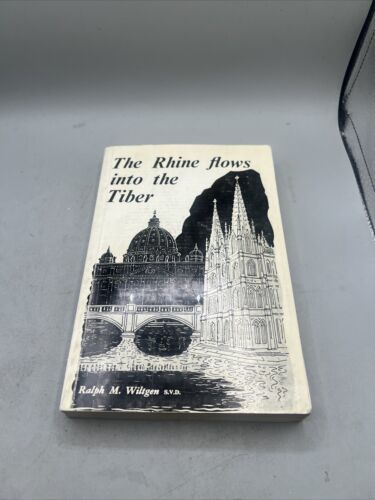 The Rhine flows
into the
Tiber
Ralph M. Wiltgen S.V.D.